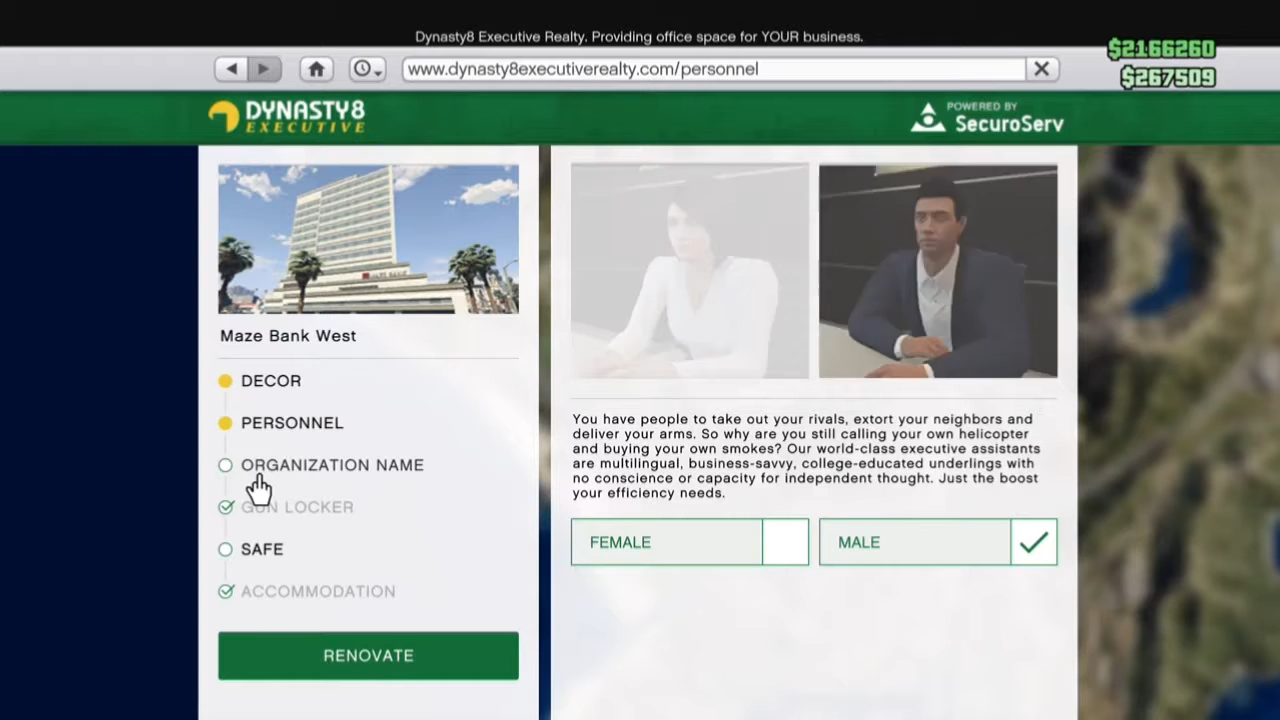 Dynasty8 Executive Realty. Providing office space for YOUR business.
$2166260
$267509
www.dynasty8executiverealty.com/personnel
DYNASTY8
EXECUTIVE
POWERED BY
SecuroServ
Maze Bank West
DECOR
PERSONNEL
ORGANIZATION NAME
GUN LOCKER
SAFE
ACCOMMODATION
RENOVATE
You have people to take out your rivals, extort your neighbors and
deliver your arms. So why are you still calling your own helicopter
and buying your own smokes? Our world-class executive assistants
are multilingual, business-savvy, college-educated underlings with
no conscience or capacity for independent thought. Just the boost
your efficiency needs.
FEMALE
MALE